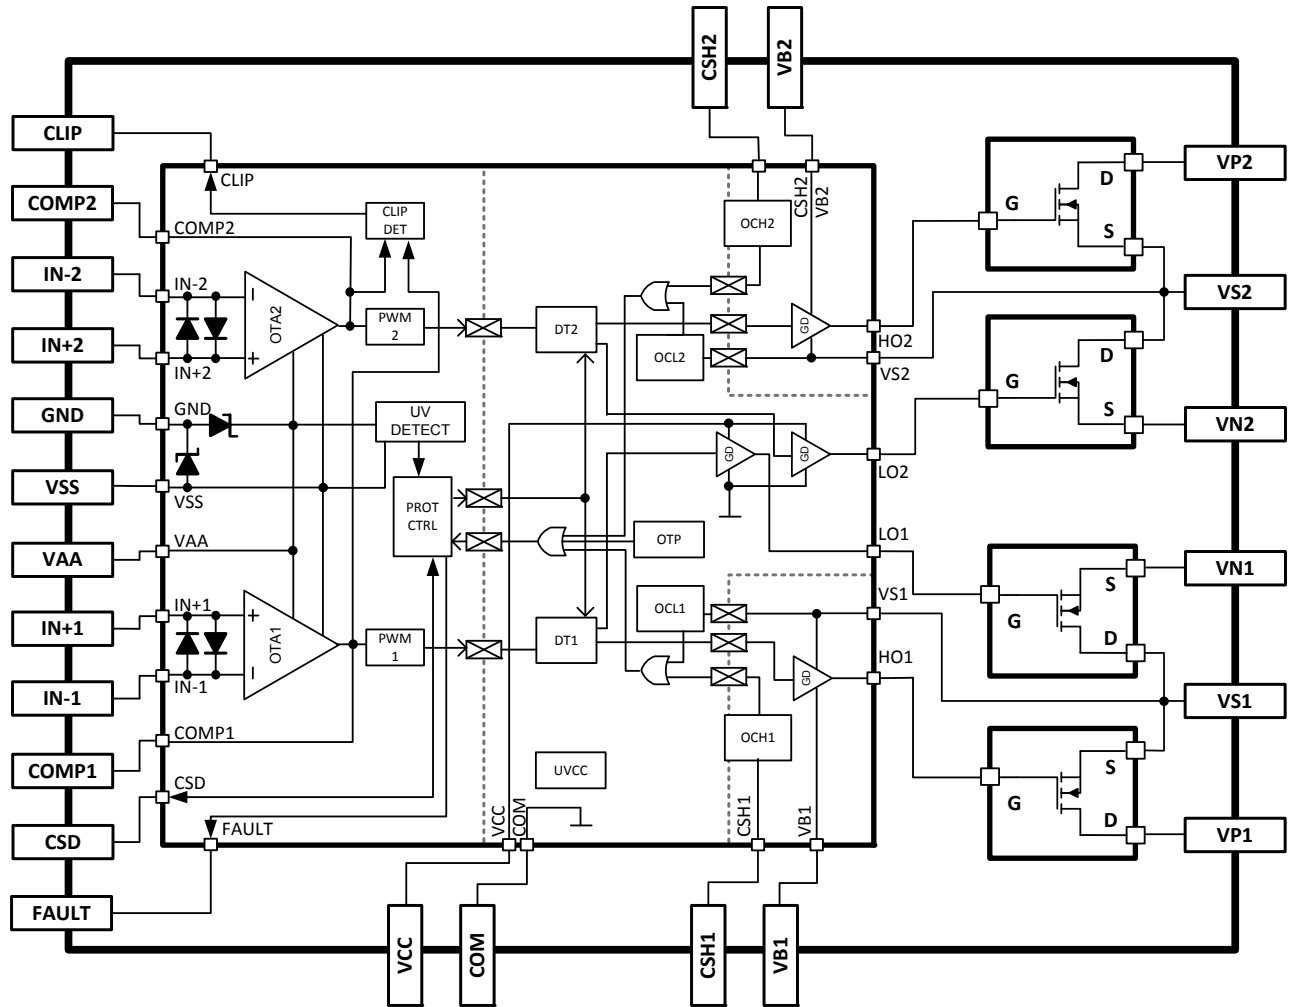 CSH2
VB2
CLIP
COMP2
IN-2
IN+2
GND
VSS
VAA
IN+1
IN-1
COMP1
CSD
FAULT
CLIP
COMP2
IN-2
IN+2
GND
VSS
VAA
IN+1
IN-1
COMP1
CSD
FAULT
OTA2
OTA1
CLIP
DET
PWM
2
UV
DETECT
PROT
CTRL
PWM
1
DT2
DT1
UVCC
VCC
COM
OCH2
OCL2
OTP
OCL1
OCH1
CSH2
VB2
GD
GD
GD
GD
CSH1
VB1
HO2
VS2
LO2
LO1
VS1
HO1
G
D
S
G
D
S
G
S
D
G
S
D
VP2
VS2
VN2
VN1
VS1
VP1
VCC
COM
CSH1
VB1